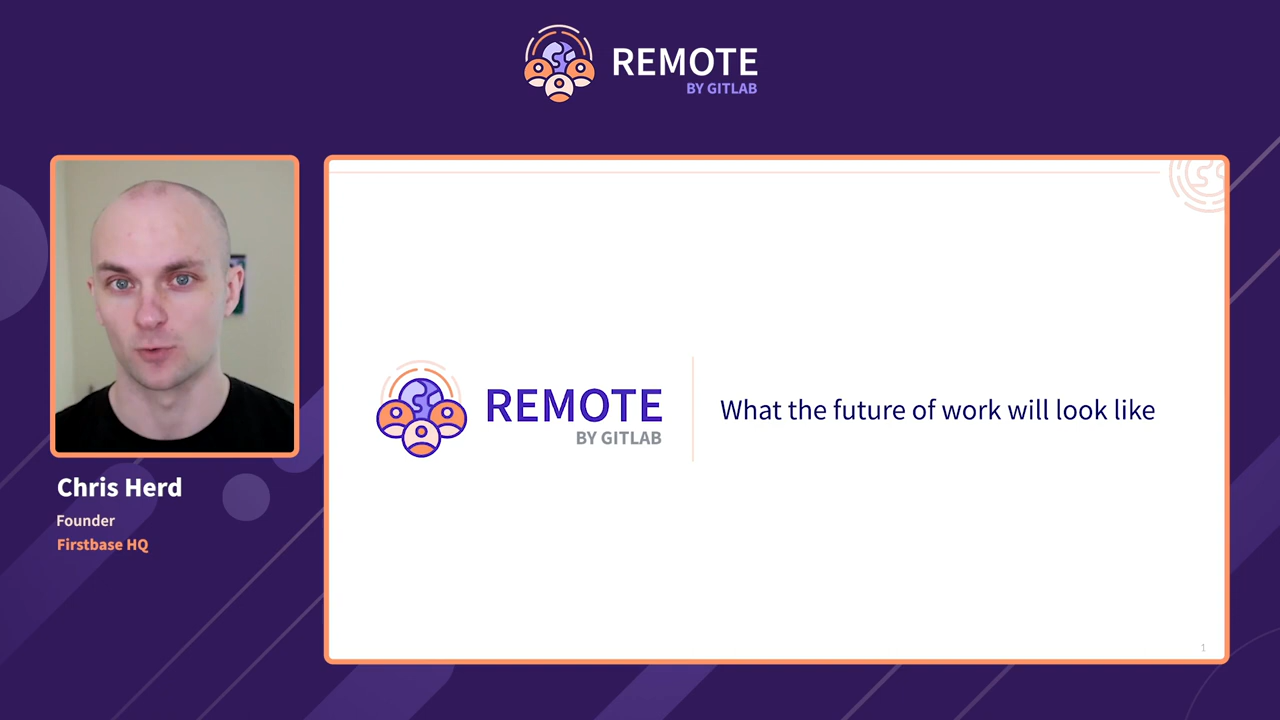 REMOTE
BY GITLAB
Chris Herd
Founder
Firstbase HQ
REMOTE
BY GITLAB
What the future of work will look like
1